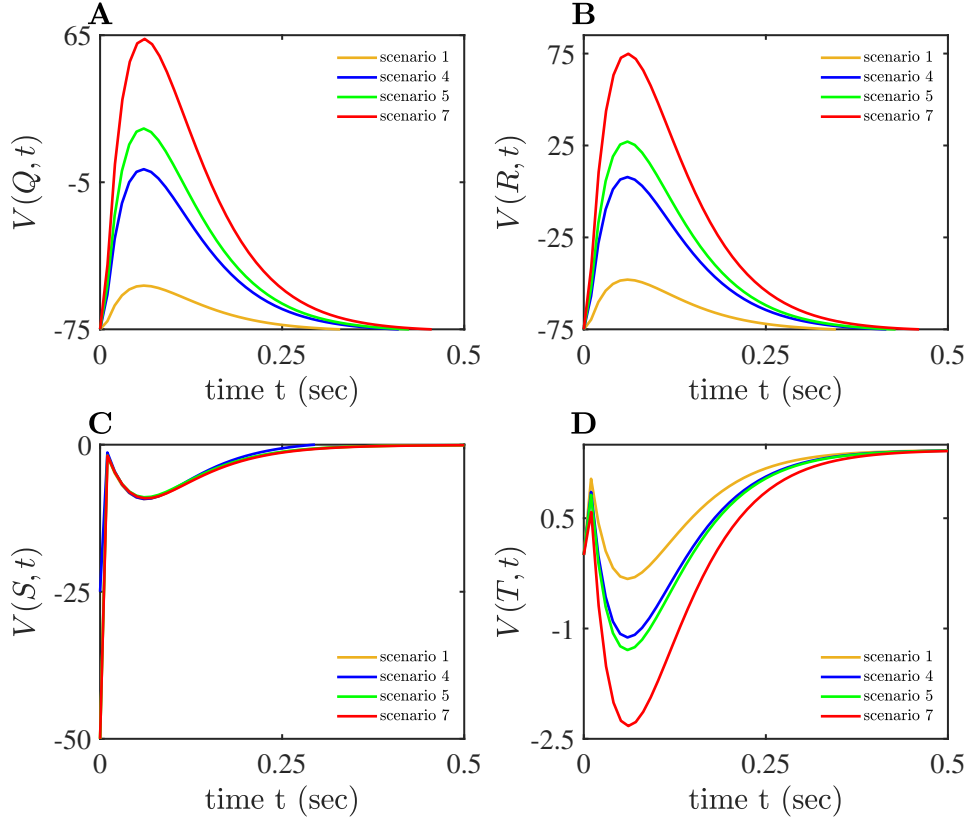 A
65
-5
-75
V(Q, t)
scenario 1
scenario 4
scenario 5
scenario 7
0
0.25
0.5
time t (sec)
B
75
25
-25
-75
V(R, t)
scenario 1
scenario 4
scenario 5
scenario 7
0
0.25
0.5
time t (sec)
C
0
-25
-50
V(S, t)
scenario 1
scenario 4
scenario 5
scenario 7
0
0.25
0.5
time t (sec)
D
0.5
-1
-2.5
V(T, t)
scenario 1
scenario 4
scenario 5
scenario 7
0
0.25
0.5
time t (sec)